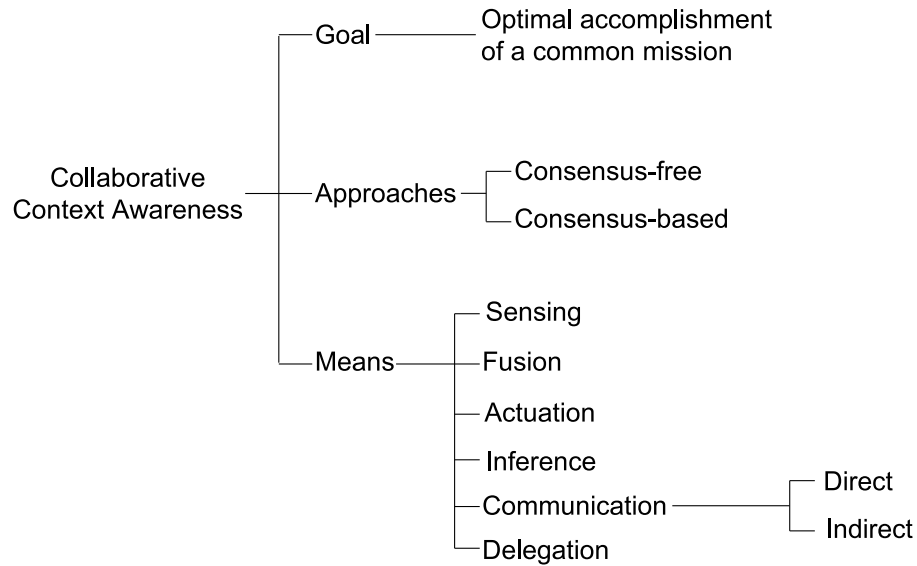 Goal
Optimal accomplishment
of a common mission
Collaborative
Context Awareness
Approaches
Consensus-free
Consensus-based
Means
Sensing
Fusion
Actuation
Inference
Communication
Direct
Indirect
Delegation